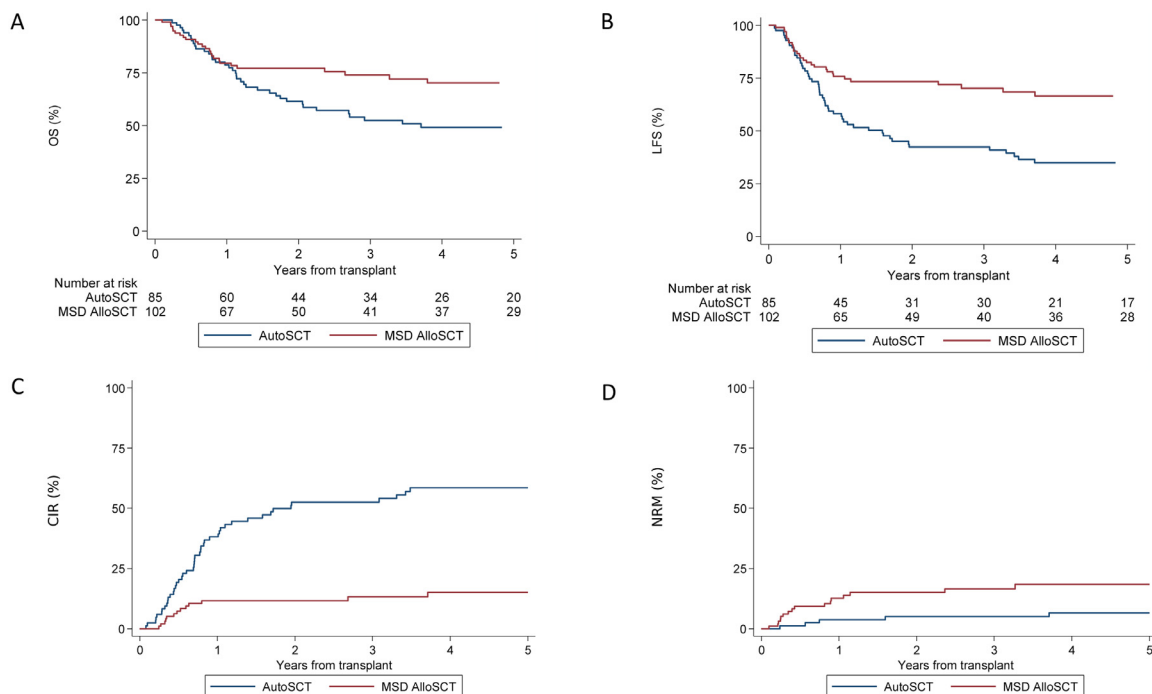 A
OS (%)
100
75
50
25
0
0 1 2 3 4 5
Years from transplant
Number at risk
AutoSCT 85 60 44 34 26 20
MSD AlloSCT 102 67 50 41 37 29
AutoSCT MSD AlloSCT
B
LFS (%)
100
75
50
25
0
0 1 2 3 4 5
Years from transplant
Number at risk
AutoSCT 85 45 31 30 21 17
MSD AlloSCT 102 65 49 40 36 28
AutoSCT MSD AlloSCT
C
CIR (%)
100
75
50
25
0
0 1 2 3 4 5
Years from transplant
AutoSCT MSD AlloSCT
D
NRM (%)
100
75
50
25
0
0 1 2 3 4 5
Years from transplant
AutoSCT MSD AlloSCT